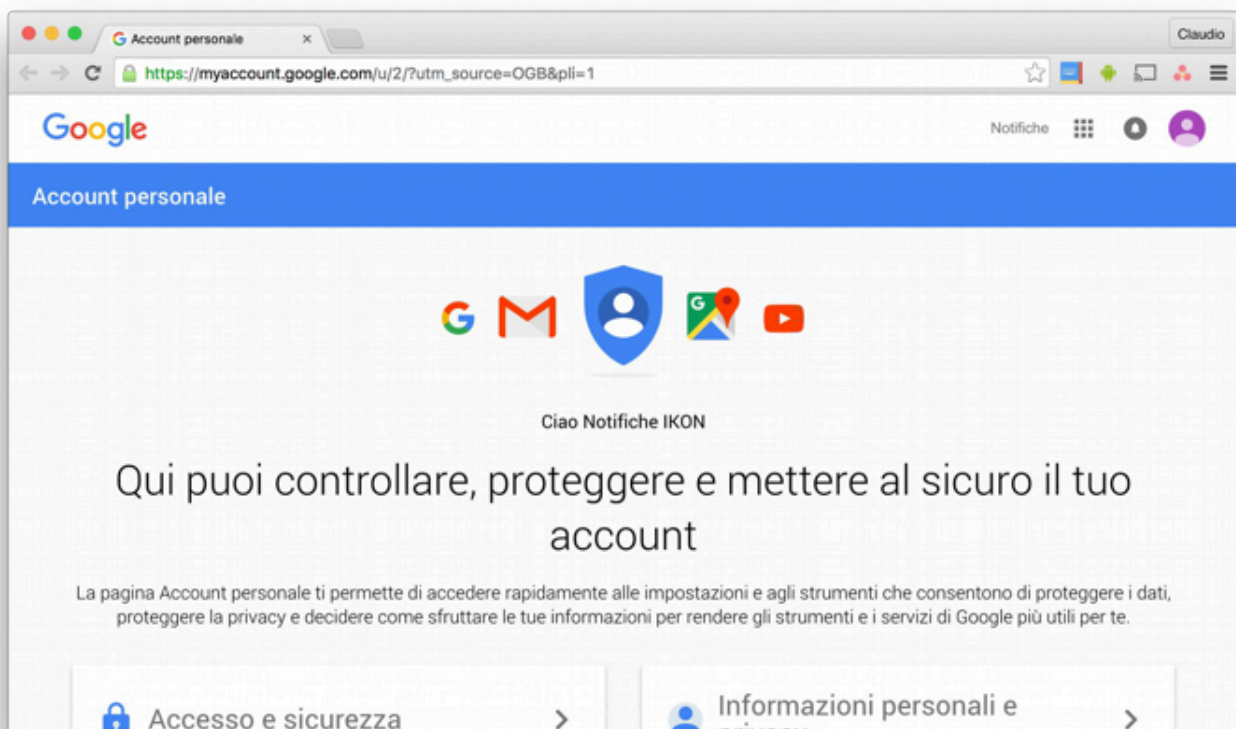 Account personale
Claudio
https://myaccount.google.com/u/2/?utm_source=OGB&pli=1
Google
Notifiche
Account personale
Ciao Notifiche IKON
Qui puoi controllare, proteggere e mettere al sicuro il tuo
account
La pagina Account personale ti permette di accedere rapidamente alle impostazioni e agli strumenti che consentono di proteggere i dati,
proteggere la privacy e decidere come sfruttare le tue informazioni per rendere gli strumenti e i servizi di Google più utili per te.
Accesso e sicurezza
Informazioni personali e